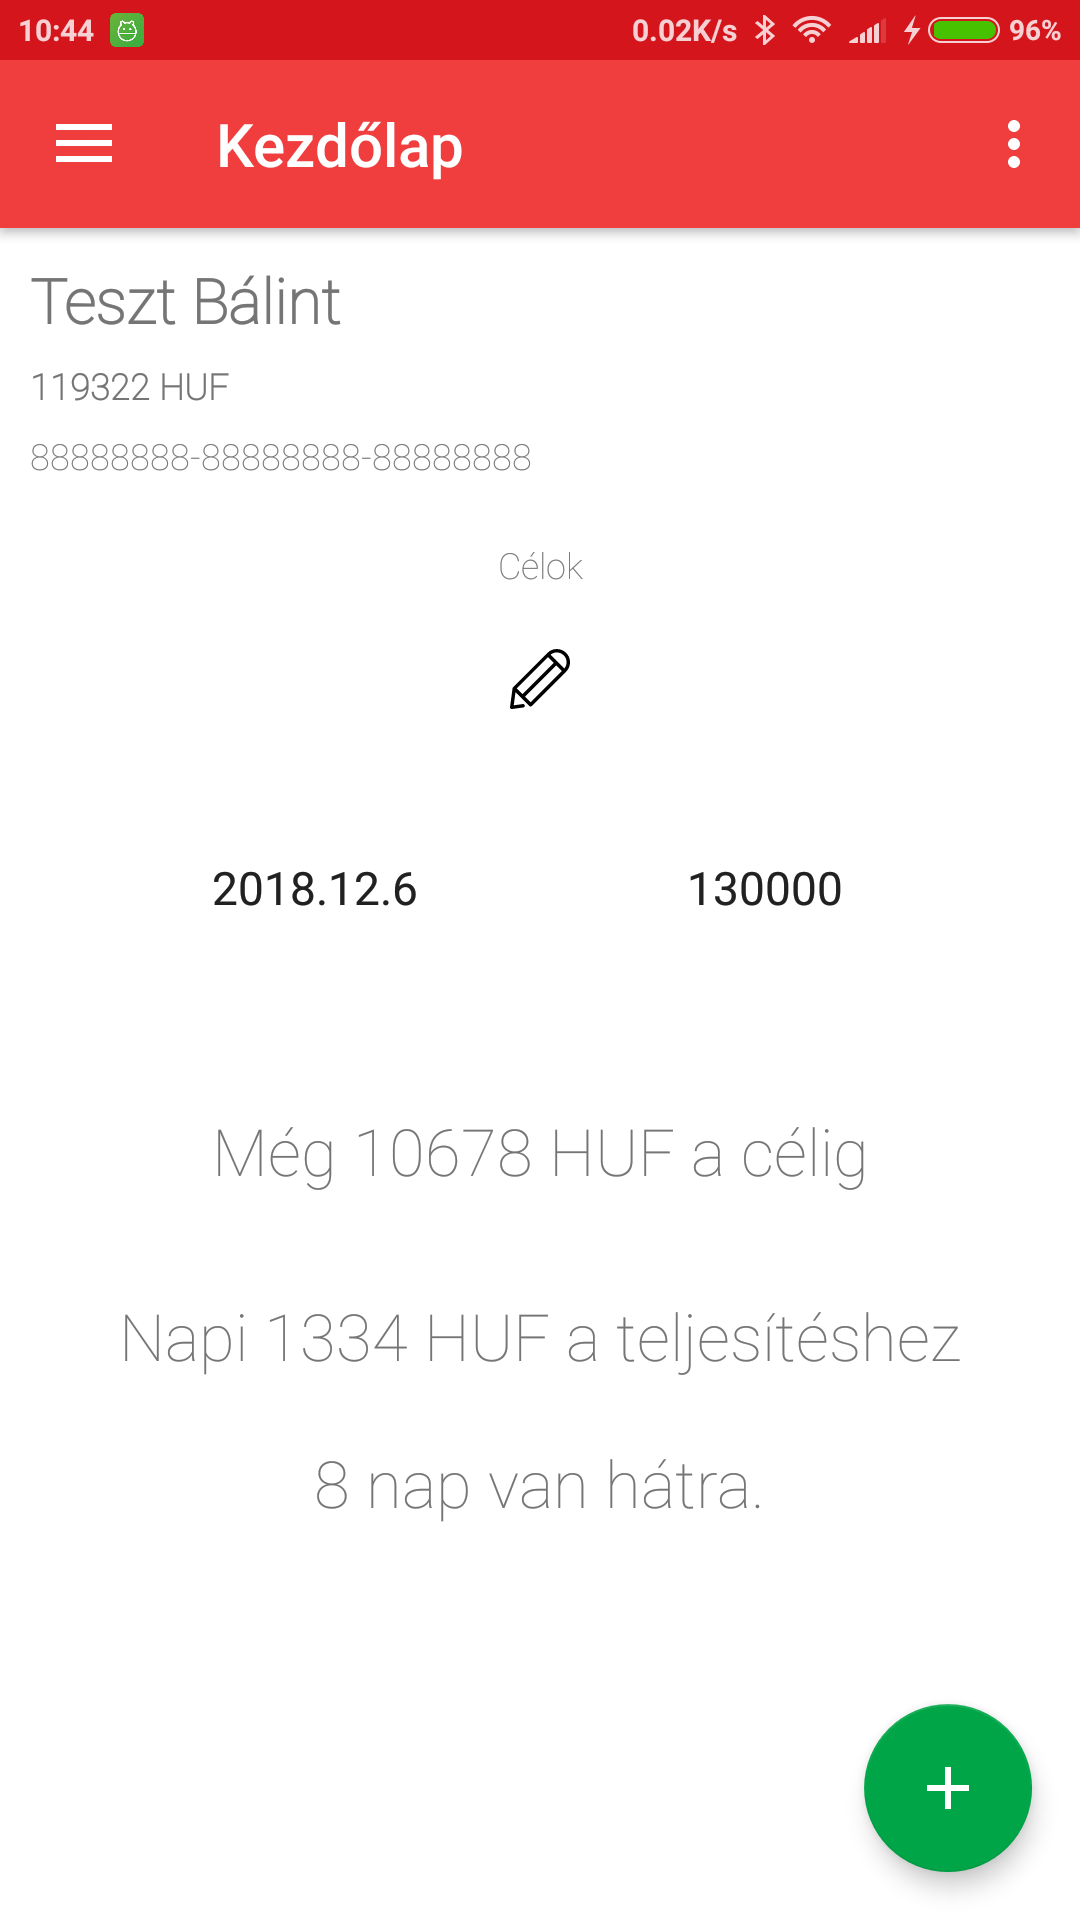 10:44 0.02K/s 96%
Kezdőlap
Teszt Bálint
119322 HUF
88888888-88888888-88888888
Célok
2018.12.6 130000
Még 10678 HUF a célig
Napi 1334 HUF a teljesítéshez
8 nap van hátra.